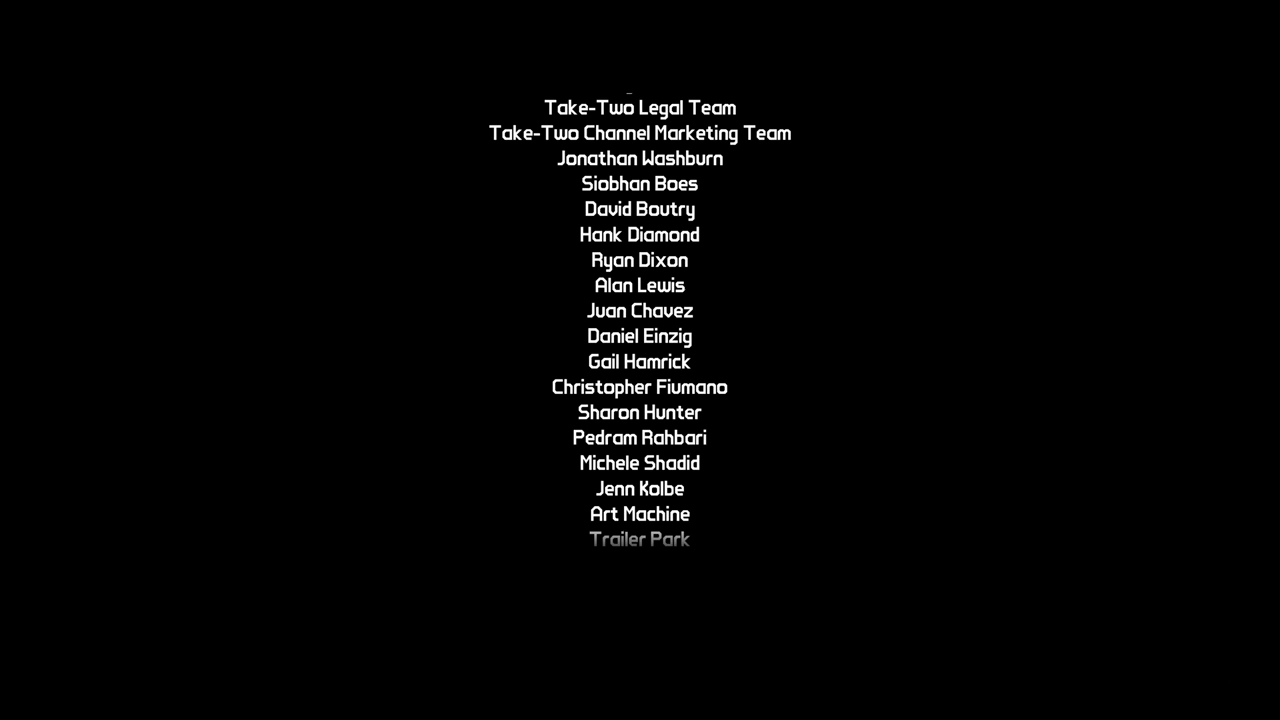 Take-Two Legal Team
Take-Two Channel Marketing Team
Jonathan Washburn
Siobhan Boes
David Boutry
Hank Diamond
Ryan Dixon
Alan Lewis
Juan Chavez
Daniel Einzig
Gail Hamrick
Christopher Fiumano
Sharon Hunter
Pedram Rahbari
Michele Shadid
Jenn Kolbe
Art Machine
Trailer Park